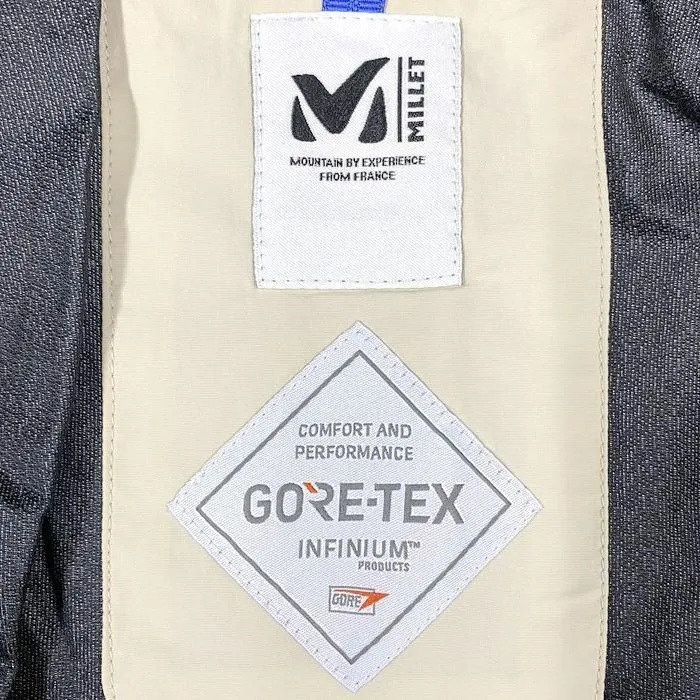 MILLET
MOUNTAIN BY EXPERIENCE
FROM FRANCE
COMFORT AND
PERFORMANCE
GORE-TEX
INFINIUM™
PRODUCTS
GORE